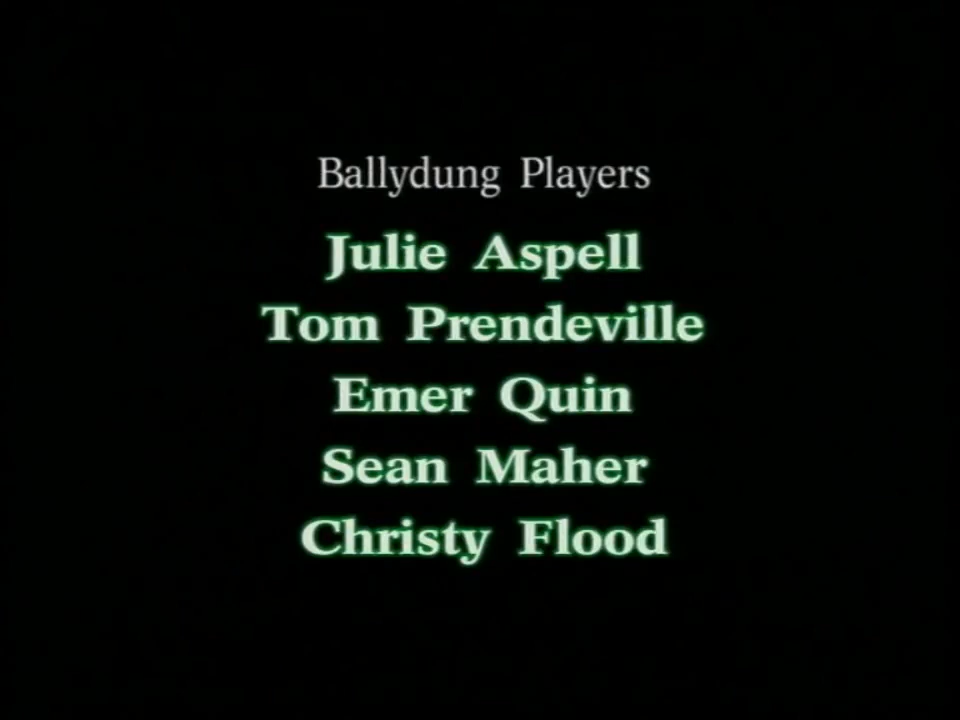 Ballydung Players
Julie Aspell
Tom Prendeville
Emer Quin
Sean Maher
Christy Flood